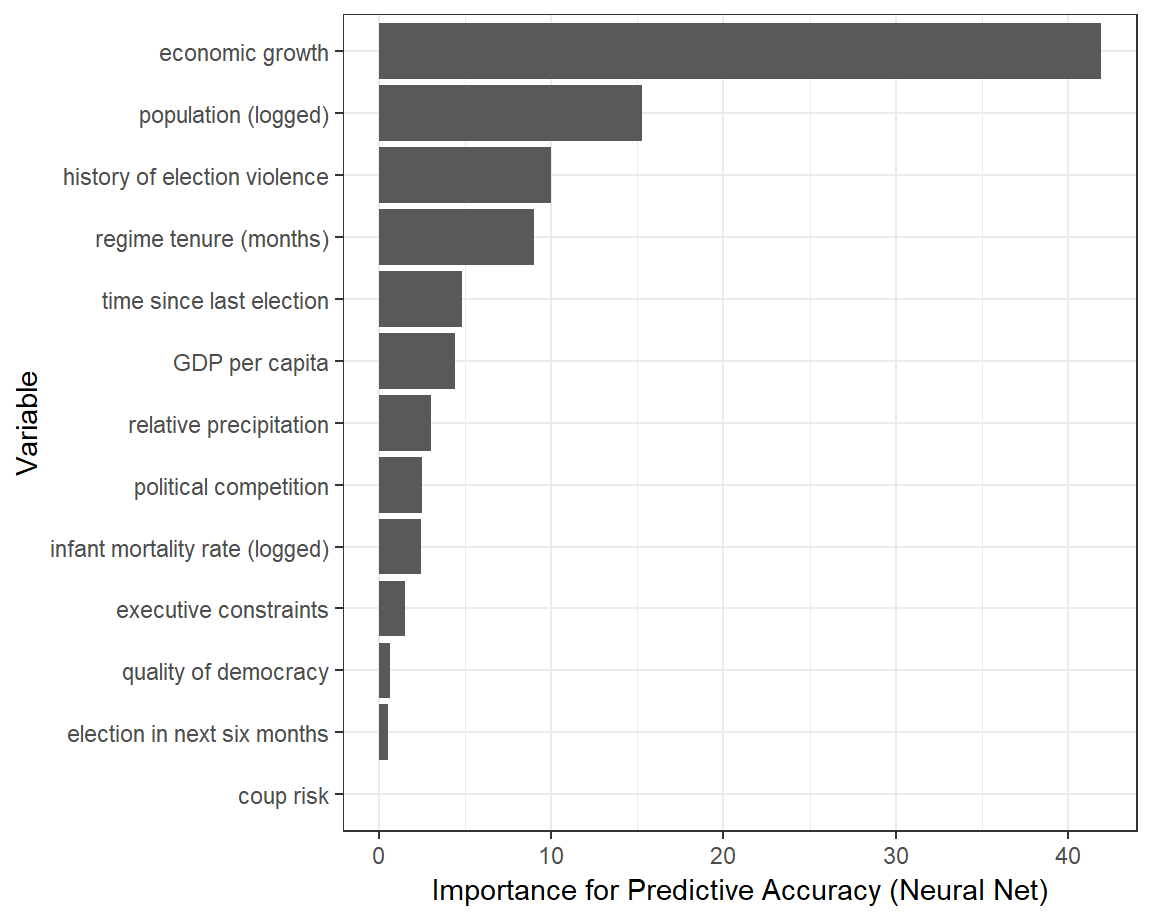 economic growth
population (logged)
history of election violence
regime tenure (months)
time since last election
GDP per capita
relative precipitation
political competition
infant mortality rate (logged)
executive constraints
quality of democracy
election in next six months
coup risk
Variable
0 10 20 30 40
Importance for Predictive Accuracy (Neural Net)